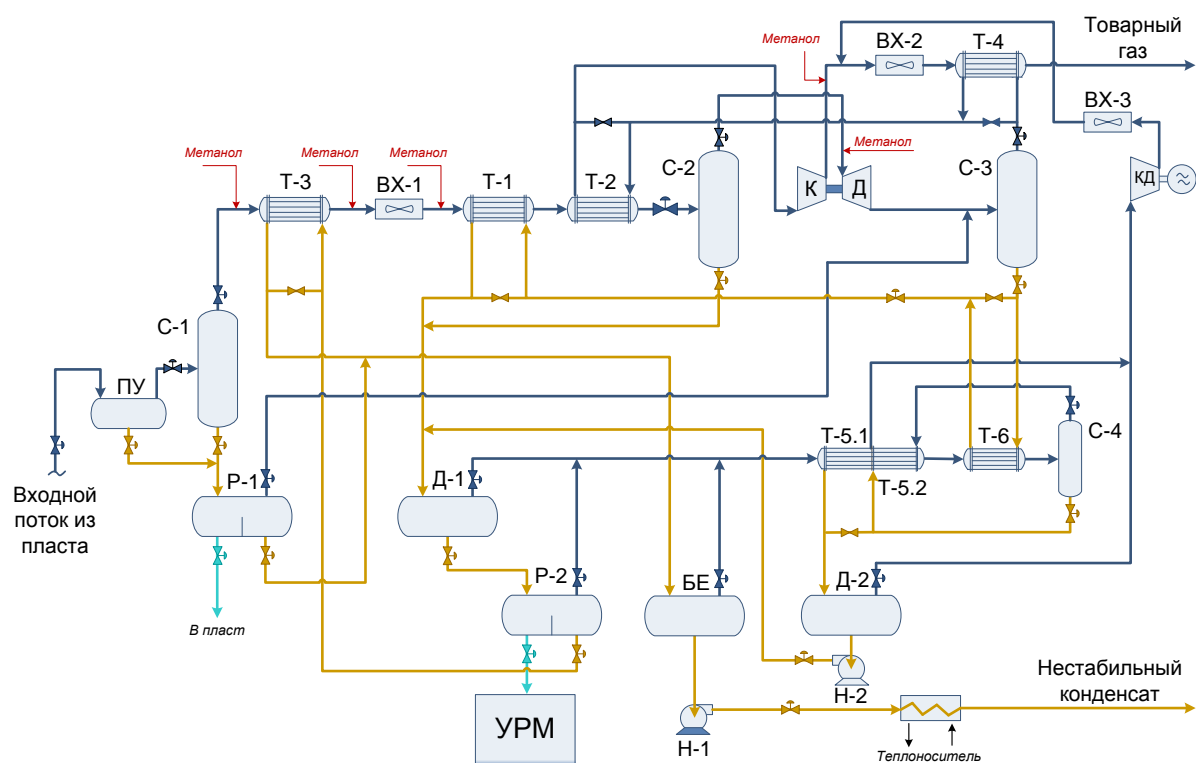 Товарный
газ
Метанол
ВХ-2
Т-4
ВХ-3
Метанол
Метанол
Метанол
Метанол
Т-3
ВХ-1
Т-1
Т-2
С-2
К
Д
С-3
КД
С-1
ПУ
Входной
поток из
пласта
Р-1
Д-1
Т-5.1
Т-5.2
Т-6
С-4
В пласт
Р-2
БЕ
Д-2
УРМ
Н-1
Н-2
Нестабильный
конденсат
Теплоноситель